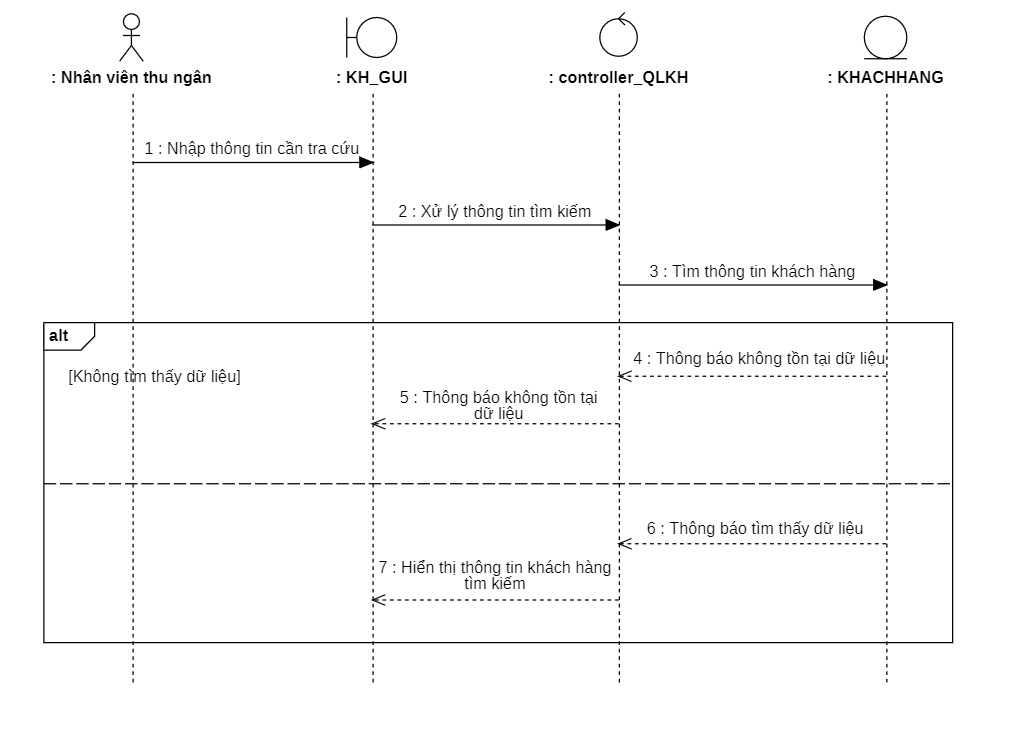 : Nhân viên thu ngân
: KH_GUI
: controller_QLKH
: KHACHHANG
1 : Nhập thông tin cần tra cứu
2 : Xử lý thông tin tìm kiếm
3 : Tìm thông tin khách hàng
alt
4 : Thông báo không tồn tại dữ liệu
[Không tìm thấy dữ liệu]
5 : Thông báo không tồn tại
dữ liệu
6 : Thông báo tìm thấy dữ liệu
7 : Hiển thị thông tin khách hàng
tìm kiếm